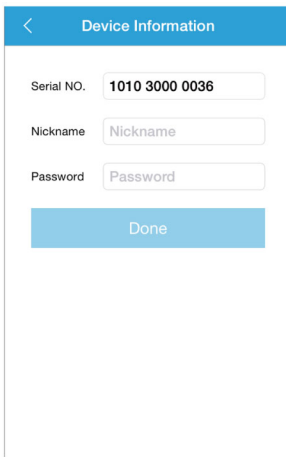 Device Information
Serial NO. 1010 3000 0036
Nickname Nickname
Password Password
Done